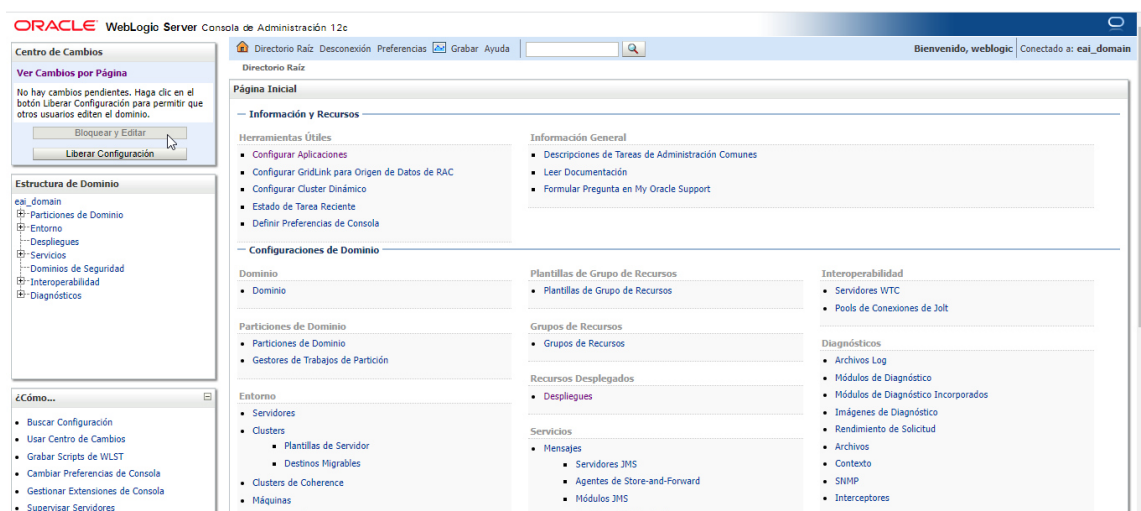 ORACLE WebLogic Server Consola de Administración 12c
Centro de Cambios
Ver Cambios por Página
No hay cambios pendientes. Haga clic en el
botón Liberar Configuración para permitir que
otros usuarios editen el dominio.
Bloquear y Editar
Liberar Configuración
Estructura de Dominio
eai_domain
Particiones de Dominio
Entorno
Despliegues
Servicios
Dominios de Seguridad
Interoperabilidad
Diagnósticos
¿Cómo...
Buscar Configuración
Usar Centro de Cambios
Grabar Scripts de WLST
Cambiar Preferencias de Consola
Gestionar Extensiones de Consola
Supervisar Servidores
Directorio Raíz Desconexión Preferencias Grabar Ayuda
Bienvenido, weblogic Conectado a: eai_domain
Directorio Raíz
Página Inicial
Información y Recursos
Herramientas Útiles
Configurar Aplicaciones
Configurar GridLink para Origen de Datos de RAC
Configurar Cluster Dinámico
Estado de Tarea Reciente
Definir Preferencias de Consola
Información General
Descripciones de Tareas de Administración Comunes
Leer Documentación
Formular Pregunta en My Oracle Support
Configuraciones de Dominio
Dominio
Dominio
Particiones de Dominio
Particiones de Dominio
Gestores de Trabajos de Partición
Entorno
Servidores
Clusters
Plantillas de Servidor
Destinos Migrables
Clusters de Coherence
Máquinas
Plantillas de Grupo de Recursos
Plantillas de Grupo de Recursos
Grupos de Recursos
Grupos de Recursos
Recursos Desplegados
Despliegues
Servicios
Mensajes
Servidores JMS
Agentes de Store-and-Forward
Módulos JMS
Interoperabilidad
Servidores WTC
Pools de Conexiones de Jolt
Diagnósticos
Archivos Log
Módulos de Diagnóstico
Módulos de Diagnóstico Incorporados
Imágenes de Diagnóstico
Rendimiento de Solicitud
Archivos
Contexto
SNMP
Interceptores